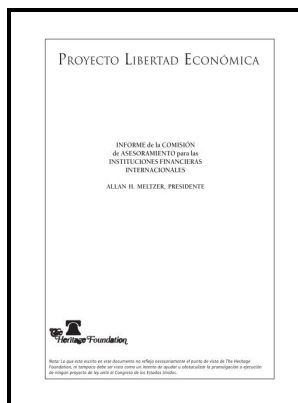 PROYECTO LIBERTAD ECONÓMICA
INFORME de la COMISIÓN
de ASESORAMIENTO para las
INSTITUCIONES FINANCIERAS
INTERNACIONALES
ALLAN H. MELTZER, PRESIDENTE
The
Heritage Foundation
Nota: Lo que esta escrito en este documento no refleja necesariamente el punto de vista de The Heritage
Foundation, ni tampoco debe ser visto como un intento de ayudar u obstaculizar la promulgación o ejecución
de ningún proyecto de ley ante el Congreso de los Estados Unidos.